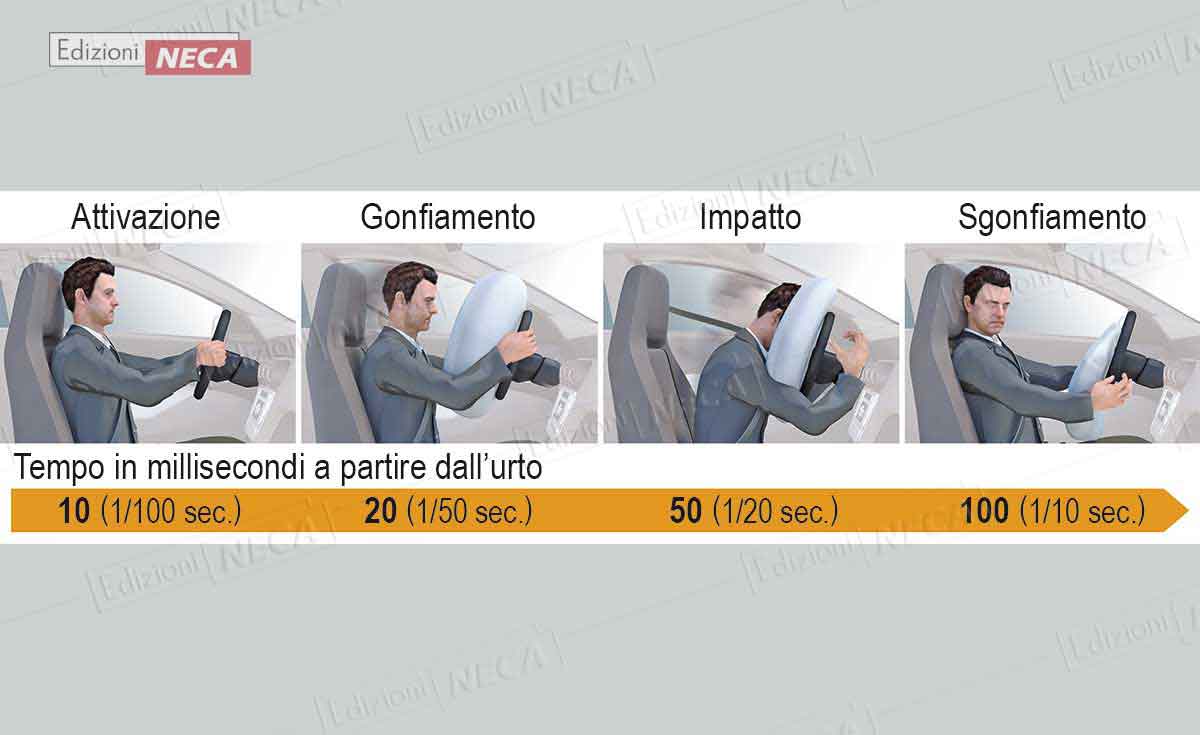 Edizioni NECA
Attivazione Gonfiamento Impatto Sgonfiamento
Tempo in millisecondi a partire dall'urto
10 (1/100 sec.) 20 (1/50 sec.) 50 (1/20 sec.) 100 (1/10 sec.)